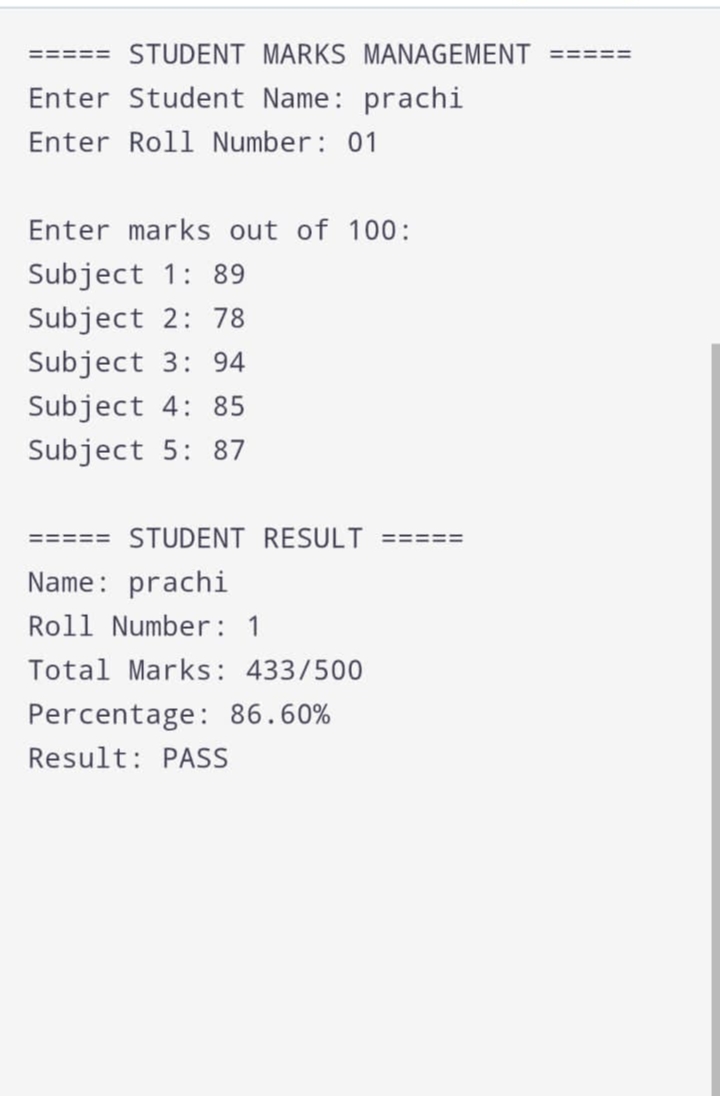 ===== STUDENT MARKS MANAGEMENT =====
Enter Student Name: prachi
Enter Roll Number: 01
Enter marks out of 100:
Subject 1: 89
Subject 2: 78
Subject 3: 94
Subject 4: 85
Subject 5: 87
===== STUDENT RESULT =====
Name: prachi
Roll Number: 1
Total Marks: 433/500
Percentage: 86.60%
Result: PASS